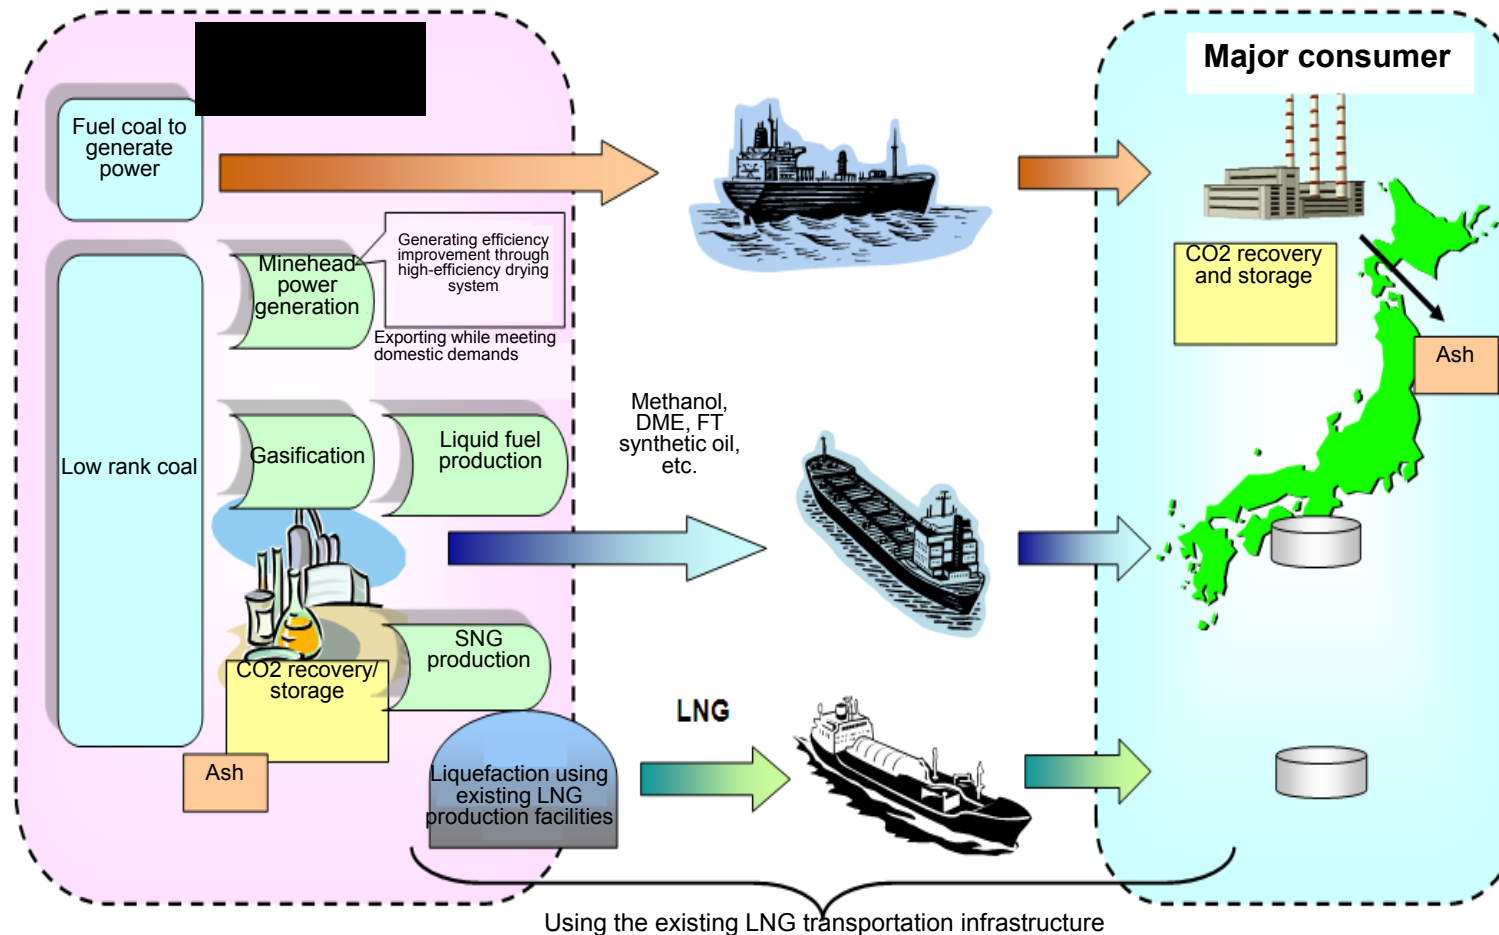 Major consumer
Fuel coal to
generate
power
Generating efficiency
improvement through
high-efficiency drying
system
Minehead
power
generation
Exporting while meeting
domestic demands
CO2 recovery
and storage
Ash
Low rank coal
Gasification
Liquid fuel
production
Methanol,
DME, FT
synthetic oil,
etc.
SNG
production
CO2 recovery/
storage
Ash
Liquefaction using
existing LNG
production facilities
LNG
Using the existing LNG transportation infrastructure